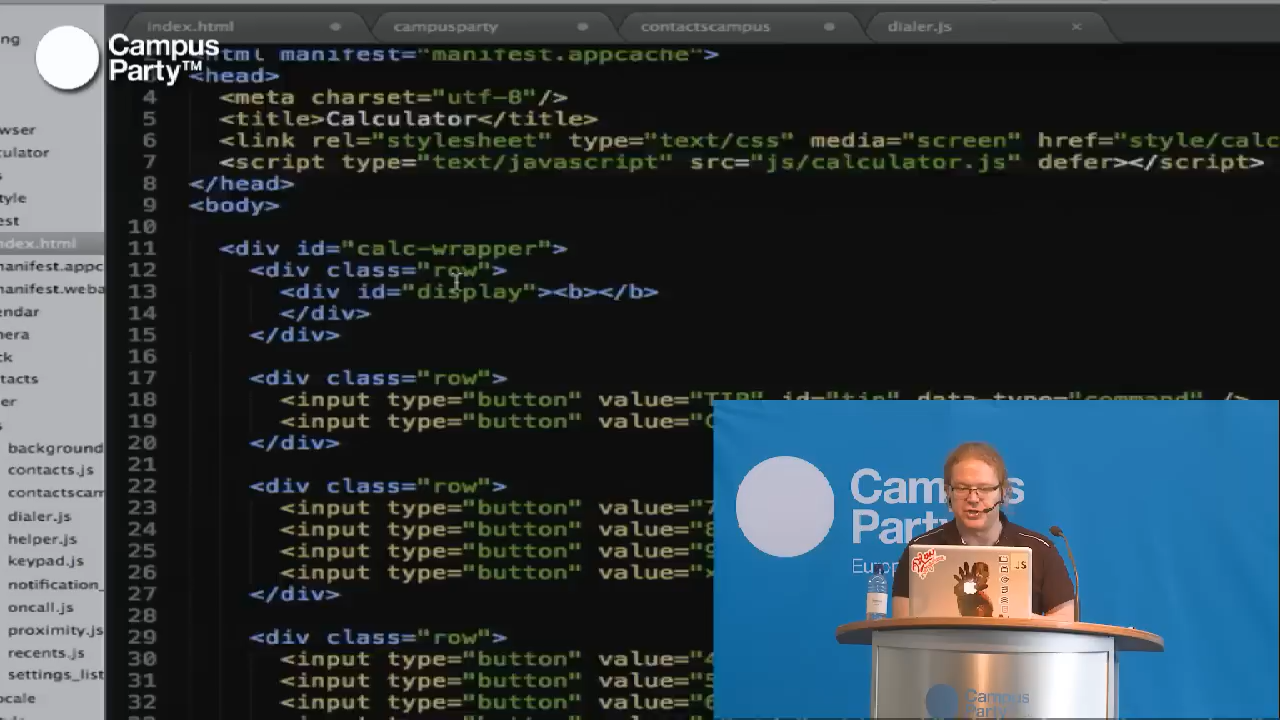 index.html
campusparty
contactscampus
dialer.js
Campus
Party™
html manifest="manifest.appcache">
3 <head>
4 <meta charset="utf-8"/>
5 <title>Calculator</title>
6 <link rel="stylesheet" type="text/css" media="screen" href="style/calc
7 <script type="text/javascript" src="js/calculator.js" defer></script>
8 </head>
9 <body>
10
11 <div id="calc-wrapper">
12 <div class="row">
13 <div id="display"><b></b>
14 </div>
15 </div>
16
17 <div class="row">
18 <input type="button" value="TIP" id="tip" data-type="command" />
19 <input type="button" value="C
20 </div>
21
22 <div class="row">
23 <input type="button" value="7
24 <input type="button" value="8
25 <input type="button" value="9
26 <input type="button" value="
27 </div>
28
29 <div class="row">
30 <input type="button" value="4
31 <input type="button" value="5
32 <input type="button" value="6
ng
wser
culator
s
tyle
est
ndex.html
manifest.appc
manifest.weba
endar
mera
ck
tacts
er
s
background
contacts.js
contactscam
dialer.js
helper.js
keypad.js
notification_
oncall.js
proximity.js
recents.js
settings_list
ocale
Camp s
Party
Euro
JS
Campus
Party